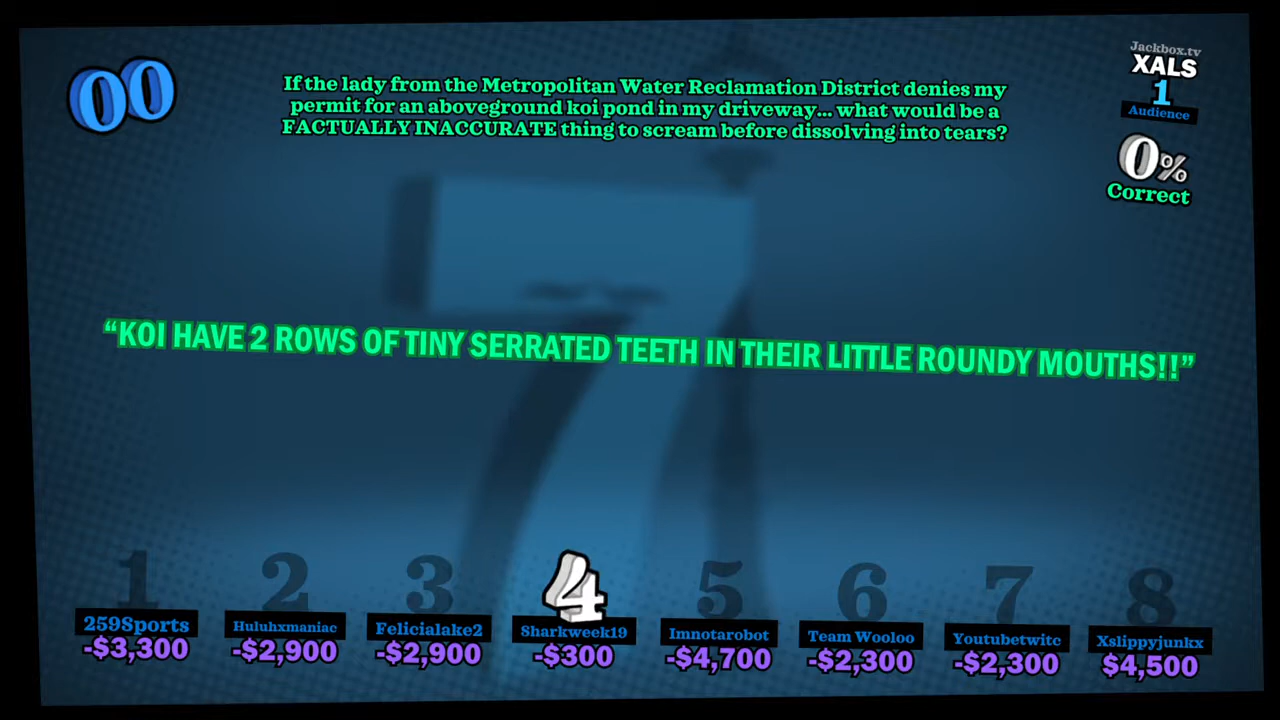 00
If the lady from the Metropolitan Water Reclamation District denies my
permit for an aboveground koi pond in my driveway... what would be a
FACTUALLY INACCURATE thing to scream before dissolving into tears?
Jackbox.tv
XALS
1
Audience
0%
Correct
“KOI HAVE 2 ROWS OF TINY SERRATED TEETH IN THEIR LITTLE ROUNDY MOUTHS!!”
7
1 2 3 4 5 6 7 8
259Sports Huluhxmaniac Felicialake2 Sharkweek19 Imnotarobot Team Wooloo Youtubetwitc Xslippyjunkx
-$3,300 -$2,900 -$2,900 -$300 -$4,700 -$2,300 -$2,300 $4,500